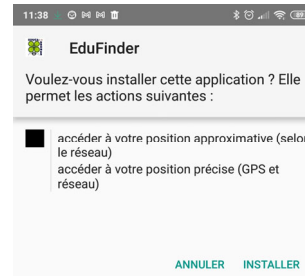 11:38
EduFinder
Voulez-vous installer cette application ? Elle
permet les actions suivantes :
accéder à votre position approximative (selon
le réseau)
accéder à votre position précise (GPS et
réseau)
ANNULER INSTALLER